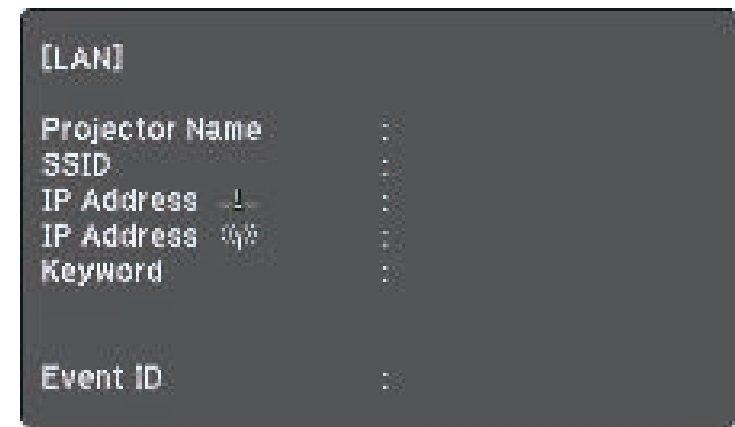 [LAN]
Projector Name :
SSID :
IP Address :
IP Address :
Keyword :
Event ID :